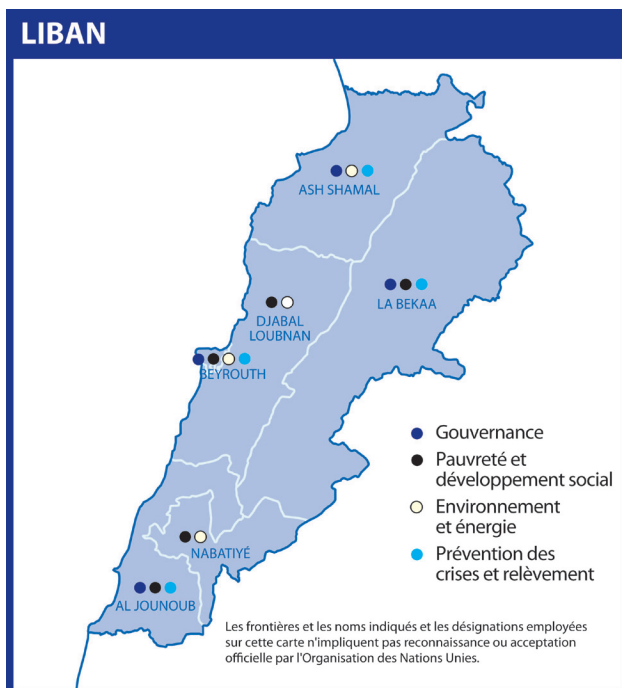 LIBAN
ASH SHAMAL
LA BEKAA
DJABAL
LOUBNAN
BEYROUTH
Gouvernance
Pauvreté et
développement social
Environnement
et énergie
Prévention des
crises et relèvement
NABATIYÉ
AL JOUNOUB
Les frontières et les noms indiqués et les désignations employées
sur cette carte n'impliquent pas reconnaissance ou acceptation
officielle par l'Organisation des Nations Unies.